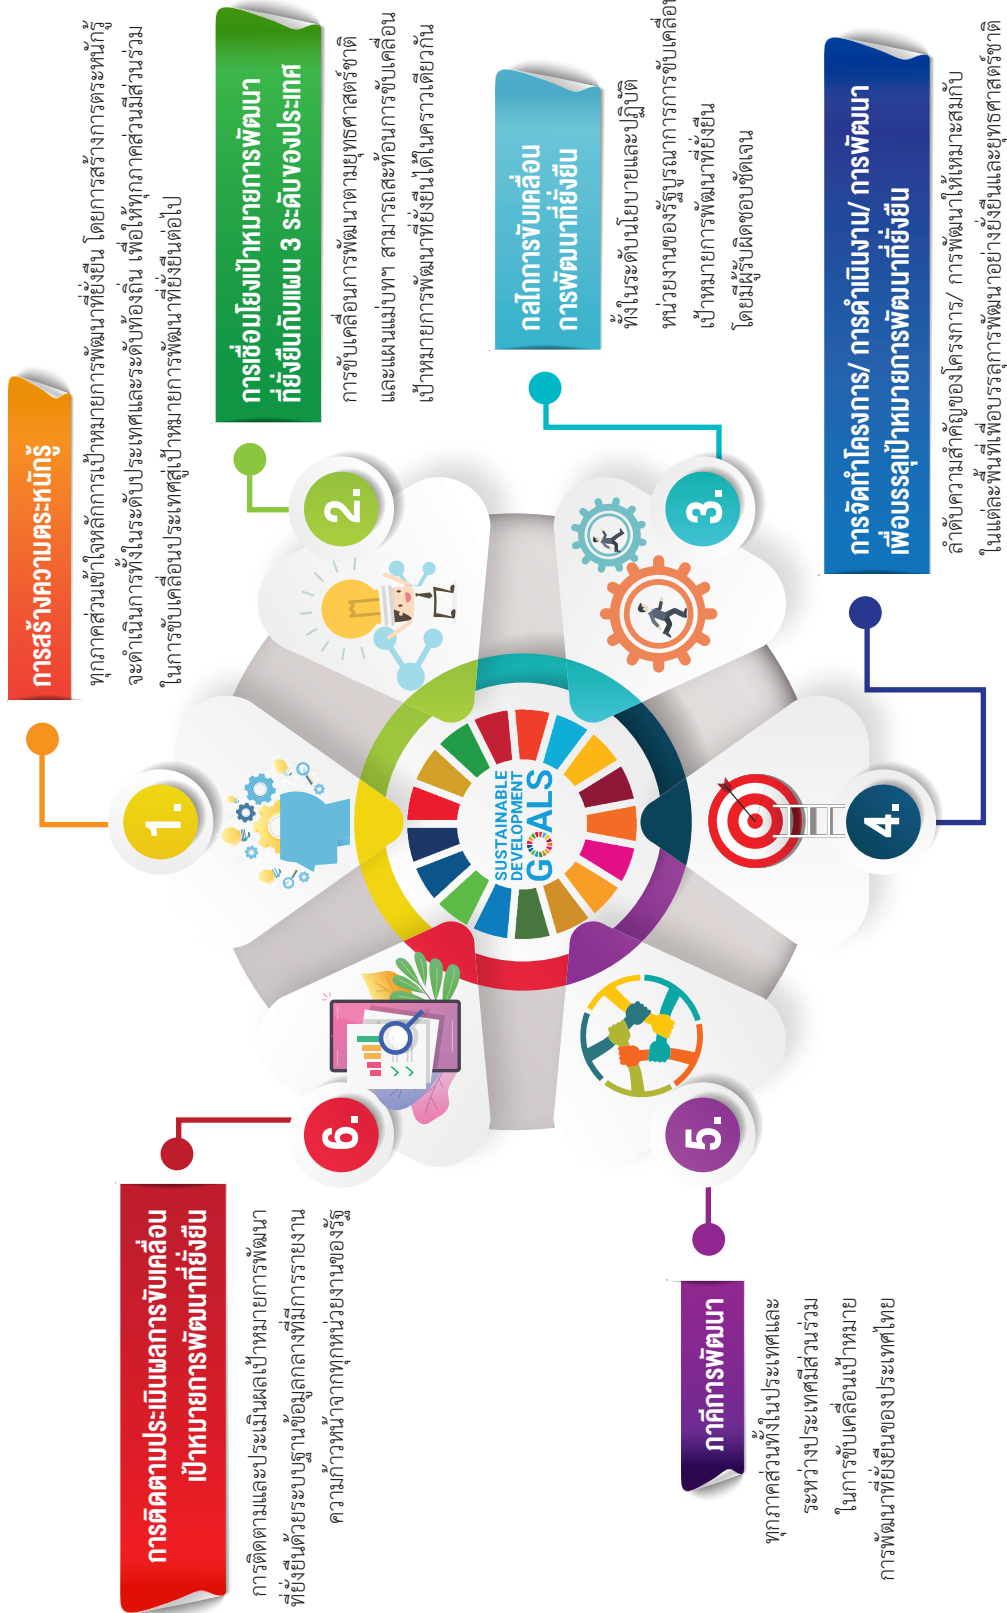 1.
การสร้างความตระหนักรู้
ทุกภาคส่วนเข้าใจหลักการเป้าหมายการพัฒนาที่ยั่งยืน โดยการสร้างการตระหนักรู้
จะดำเนินการทั้งในระดับประเทศและระดับท้องถิ่น เพื่อให้ทุกภาคส่วนมีส่วนร่วม
ในการขับเคลื่อนประเทศสู่เป้าหมายการพัฒนาที่ยั่งยืนต่อไป
2.
การเชื่อมโยงเป้าหมายการพัฒนา
ที่ยั่งยืนกับแผน 3 ระดับของประเทศ
การขับเคลื่อนการพัฒนาตามยุทธศาสตร์ชาติ
และแผนแม่บทฯ สามารถสะท้อนการขับเคลื่อน
เป้าหมายการพัฒนาที่ยั่งยืนได้ในคราวเดียวกัน
3.
กลไกการขับเคลื่อน
การพัฒนาที่ยั่งยืน
ทั้งในระดับนโยบายและปฏิบัติ
หน่วยงานของรัฐบูรณาการการขับเคลื่อน
เป้าหมายการพัฒนาที่ยั่งยืน
โดยมีผู้รับผิดชอบชัดเจน
4.
การจัดทำโครงการ/ การดำเนินงาน/ การพัฒนา
เพื่อบรรลุเป้าหมายการพัฒนาที่ยั่งยืน
ลำดับความสำคัญของโครงการ/ การพัฒนาให้เหมาะสมกับ
ในแต่ละพื้นที่เพื่อบรรลุการพัฒนาอย่างยั่งยืนและยุทธศาสตร์ชาติ
5.
ภาคีการพัฒนา
ทุกภาคส่วนทั้งในประเทศและ
ระหว่างประเทศมีส่วนร่วม
ในการขับเคลื่อนเป้าหมาย
การพัฒนาที่ยั่งยืนของประเทศไทย
6.
การติดตามประเมินผลการขับเคลื่อน
เป้าหมายการพัฒนาที่ยั่งยืน
การติดตามและประเมินผลเป้าหมายการพัฒนา
ที่ยั่งยืนด้วยระบบฐานข้อมูลกลางที่มีการรายงาน
ความก้าวหน้าจากทุกหน่วยงานของรัฐ
SUSTAINABLE
DEVELOPMENT
GOALS